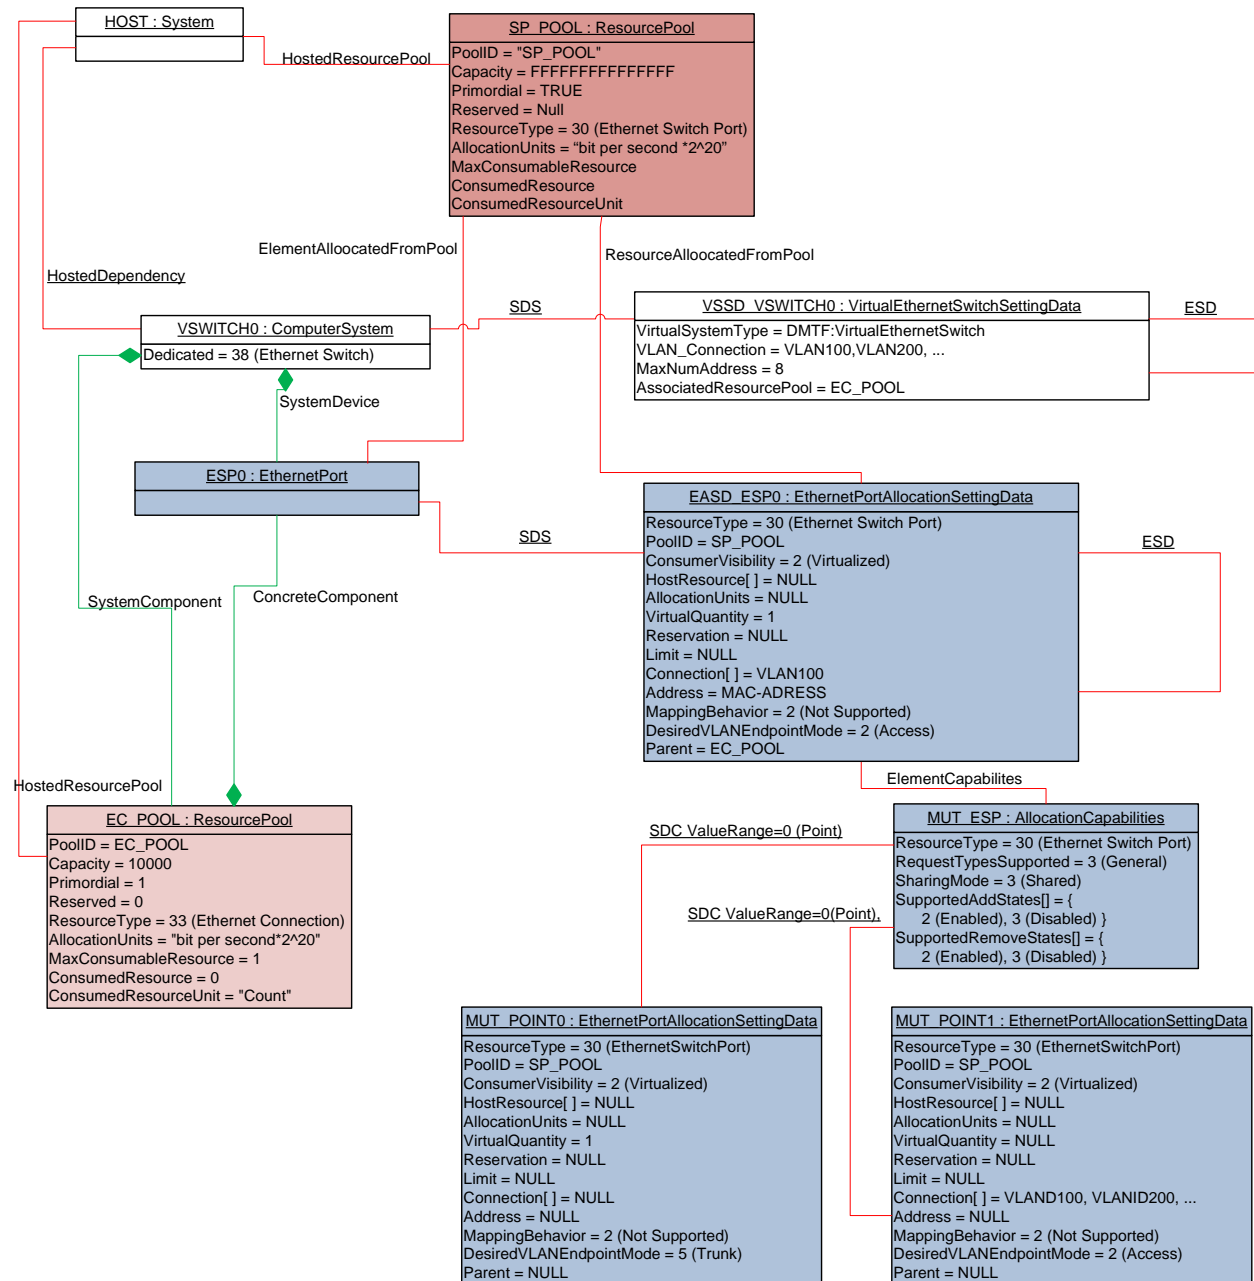 HOST : System
SP_POOL : ResourcePool
PoolID = "SP_POOL"
Capacity = FFFFFFFFFFFFFFF
Primordial = TRUE
Reserved = Null
ResourceType = 30 (Ethernet Switch Port)
AllocationUnits = “bit per second *2^20”
MaxConsumableResource
ConsumedResource
ConsumedResourceUnit
HostedResourcePool
ElementAlloocatedFromPool
ResourceAlloocatedFromPool
HostedDependency
VSWITCH0 : ComputerSystem
Dedicated = 38 (Ethernet Switch)
SDS
VSSD_VSWITCH0 : VirtualEthernetSwitchSettingData
VirtualSystemType = DMTF:VirtualEthernetSwitch
VLAN_Connection = VLAN100,VLAN200, ...
MaxNumAddress = 8
AssociatedResourcePool = EC_POOL
ESD
SystemDevice
ESP0 : EthernetPort
SDS
EASD_ESP0 : EthernetPortAllocationSettingData
ResourceType = 30 (Ethernet Switch Port)
PoolID = SP_POOL
ConsumerVisibility = 2 (Virtualized)
HostResource[ ] = NULL
AllocationUnits = NULL
VirtualQuantity = 1
Reservation = NULL
Limit = NULL
Connection[ ] = VLAN100
Address = MAC-ADRESS
MappingBehavior = 2 (Not Supported)
DesiredVLANEndpointMode = 2 (Access)
Parent = EC_POOL
ESD
SystemComponent
ConcreteComponent
HostedResourcePool
EC_POOL : ResourcePool
PoolID = EC_POOL
Capacity = 10000
Primordial = 1
Reserved = 0
ResourceType = 33 (Ethernet Connection)
AllocationUnits = "bit per second*2^20"
MaxConsumableResource = 1
ConsumedResource = 0
ConsumedResourceUnit = "Count"
ElementCapabilites
MUT_ESP : AllocationCapabilities
ResourceType = 30 (Ethernet Switch Port)
RequestTypesSupported = 3 (General)
SharingMode = 3 (Shared)
SupportedAddStates[] = {
2 (Enabled), 3 (Disabled) }
SupportedRemoveStates[] = {
2 (Enabled), 3 (Disabled) }
SDC ValueRange=0 (Point)
SDC ValueRange=0(Point),
MUT_POINT0 : EthernetPortAllocationSettingData
ResourceType = 30 (EthernetSwitchPort)
PoolID = SP_POOL
ConsumerVisibility = 2 (Virtualized)
HostResource[ ] = NULL
AllocationUnits = NULL
VirtualQuantity = 1
Reservation = NULL
Limit = NULL
Connection[ ] = NULL
Address = NULL
MappingBehavior = 2 (Not Supported)
DesiredVLANEndpointMode = 5 (Trunk)
Parent = NULL
MUT_POINT1 : EthernetPortAllocationSettingData
ResourceType = 30 (EthernetSwitchPort)
PoolID = SP_POOL
ConsumerVisibility = 2 (Virtualized)
HostResource[ ] = NULL
AllocationUnits = NULL
VirtualQuantity = NULL
Reservation = NULL
Limit = NULL
Connection[ ] = VLAND100, VLANID200, ...
Address = NULL
MappingBehavior = 2 (Not Supported)
DesiredVLANEndpointMode = 2 (Access)
Parent = NULL